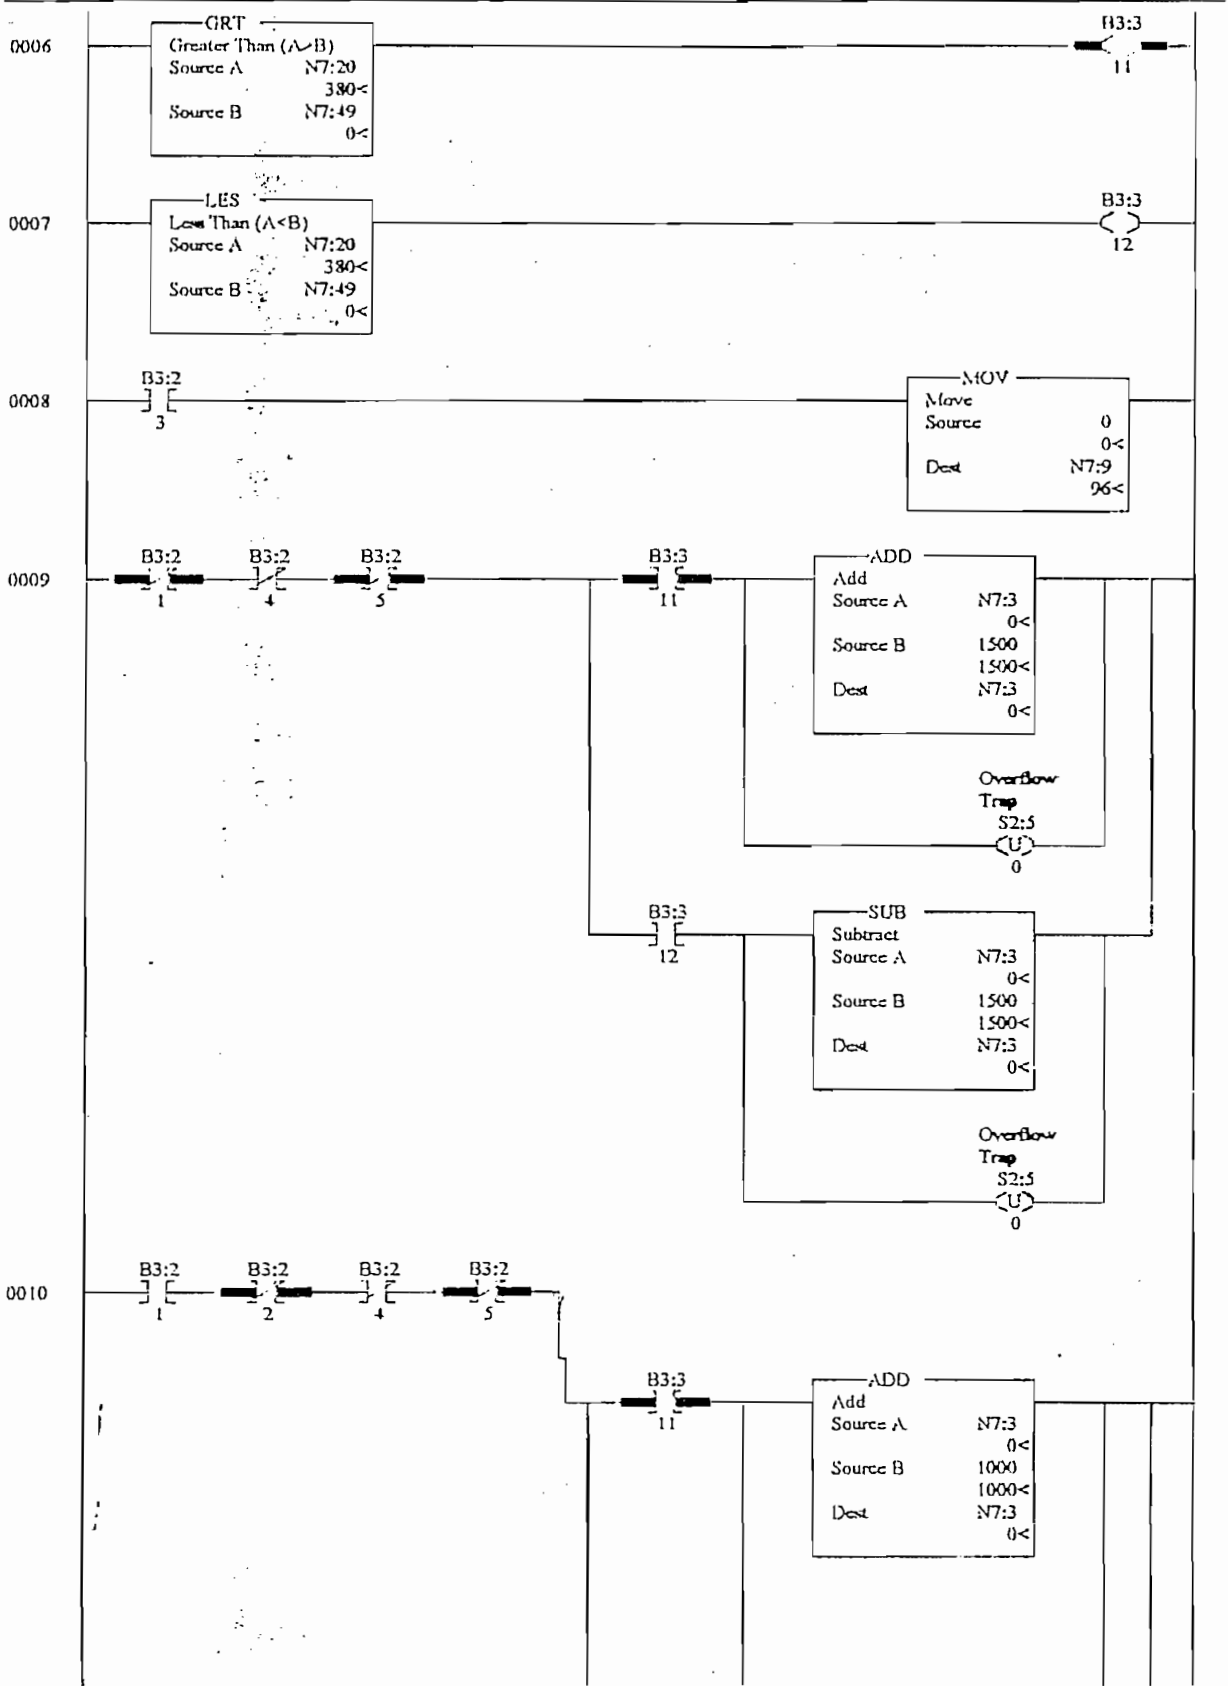 GRT
0006
Greater Than (A>B)
Source A N7:20
380<
Source B N7:49
0<
B3:3
11
LES
0007
Less Than (A<B)
Source A N7:20
380<
Source B N7:49
0<
B3:3
12
0008
B3:2
3
MOV
Move
Source 0
0<
Dest N7:9
96<
0009
B3:2
1
B3:2
4
B3:2
5
B3:3
11
ADD
Add
Source A N7:3
0<
Source B 1500
1500<
Dest N7:3
0<
Overflow
Trap
S2:5
U
0
B3:3
12
SUB
Subtract
Source A N7:3
0<
Source B 1500
1500<
Dest N7:3
0<
Overflow
Trap
S2:5
U
0
0010
B3:2
1
B3:2
2
B3:2
4
B3:2
5
B3:3
11
ADD
Add
Source A N7:3
0<
Source B 1000
1000<
Dest N7:3
0<